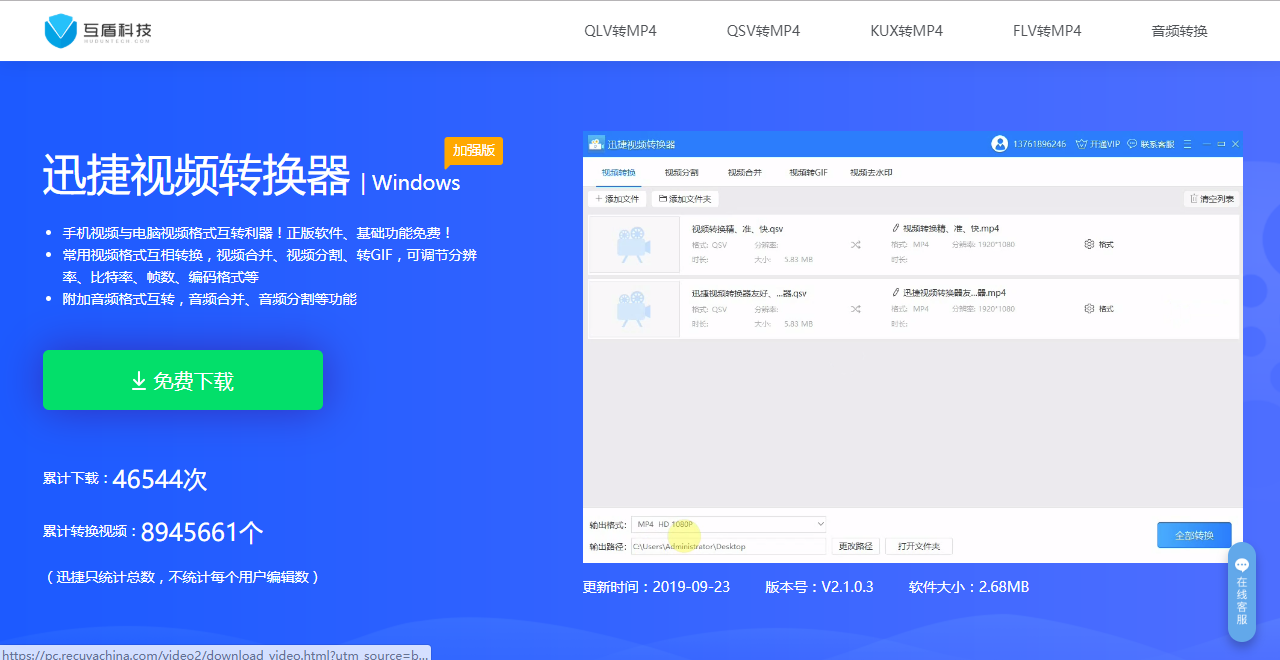 互盾科技
HUDUNTECH.COM
QLV转MP4
QSV转MP4
KUX转MP4
FLV转MP4
音频转换
迅捷视频转换器 | Windows
加强版
手机视频与电脑视频格式互转利器！正版软件、基础功能免费！
常用视频格式互相转换，视频合并、视频分割、转GIF，可调节分辨
率、比特率、帧数、编码格式等
附加音频格式互转，音频合并、音频分割等功能
免费下载
累计下载：46544次
累计转换视频：8945661个
（迅捷只统计总数，不统计每个用户编辑数）
迅捷视频转换器
13761896246
开通VIP
联系客服
视频转换
视频分割
视频合并
视频转GIF
视频去水印
添加文件
添加文件夹
清空列表
视频转换精、准、快.qsv
格式: QSV
分辨率:
时长:
大小: 5.83 MB
视频转换精、准、快.mp4
格式: MP4
分辨率: 1920*1080
时长:
格式
迅捷视频转换器友好、...器.qsv
格式: QSV
分辨率:
时长:
大小: 5.83 MB
迅捷视频转换器友...器.mp4
格式: MP4
分辨率: 1920*1080
时长:
格式
输出格式:
MP4 HD 1080P
输出路径:
C:\Users\Administrator\Desktop
更改路径
打开文件夹
全部转换
更新时间：2019-09-23
版本号：V2.1.0.3
软件大小：2.68MB
在线客服
https://pc.recuvachina.com/video2/download_video.html?utm_source=b...